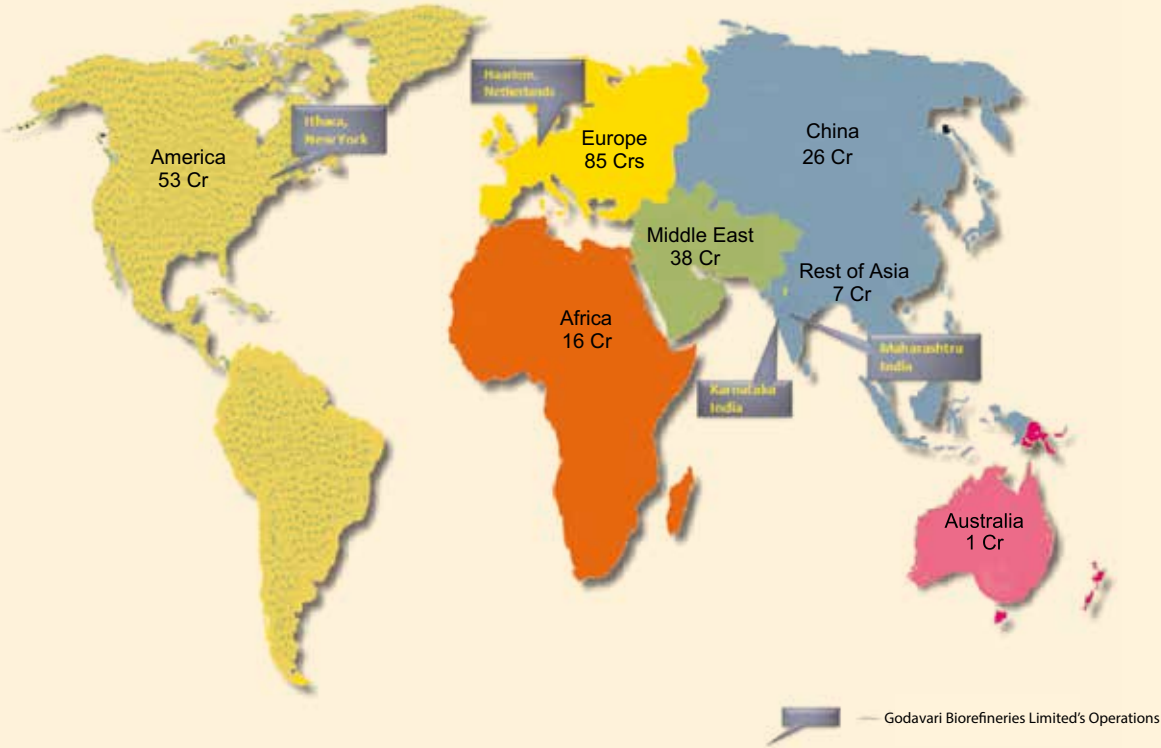 Haarlem,
Netherlands
Ithaca,
New York
America
53 Cr
Europe
85 Crs
China
26 Cr
Middle East
38 Cr
Rest of Asia
7 Cr
Africa
16 Cr
Maharashtra
India
Karnataka
India
Australia
1 Cr
Godavari Biorefineries Limited's Operations